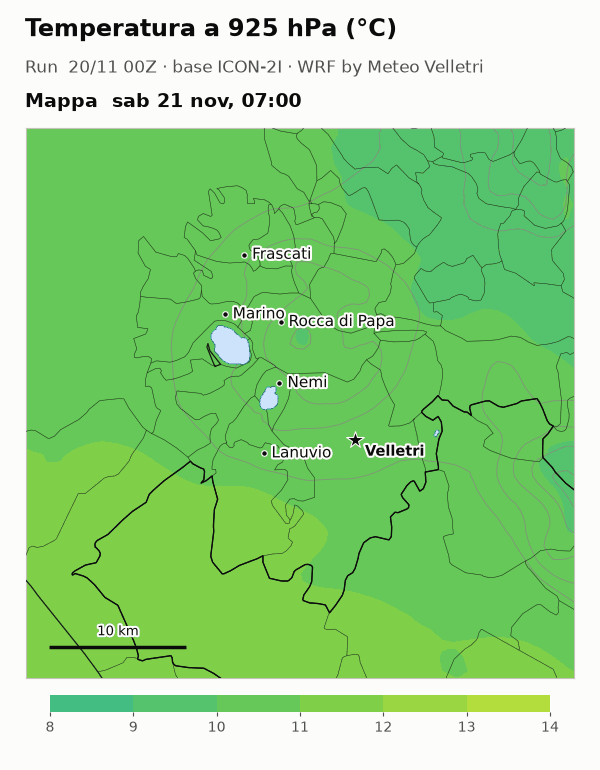 Temperatura a 925 hPa (°C)
Run  20/11 00Z · base ICON-2I · WRF by Meteo Velletri
Mappa  sab 21 nov, 07:00
Frascati
Marino
Rocca di Papa
Nemi
Velletri
Lanuvio
10 km
8 9 10 11 12 13 14